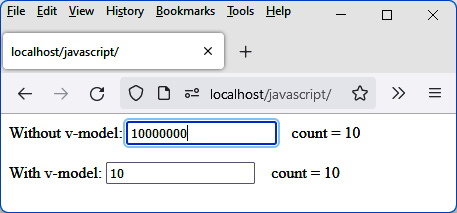 File Edit View History Bookmarks Tools Help
localhost/javascript/
localhost/javascript/
Without v-model: 10000000 count = 10
With v-model: 10 count = 10